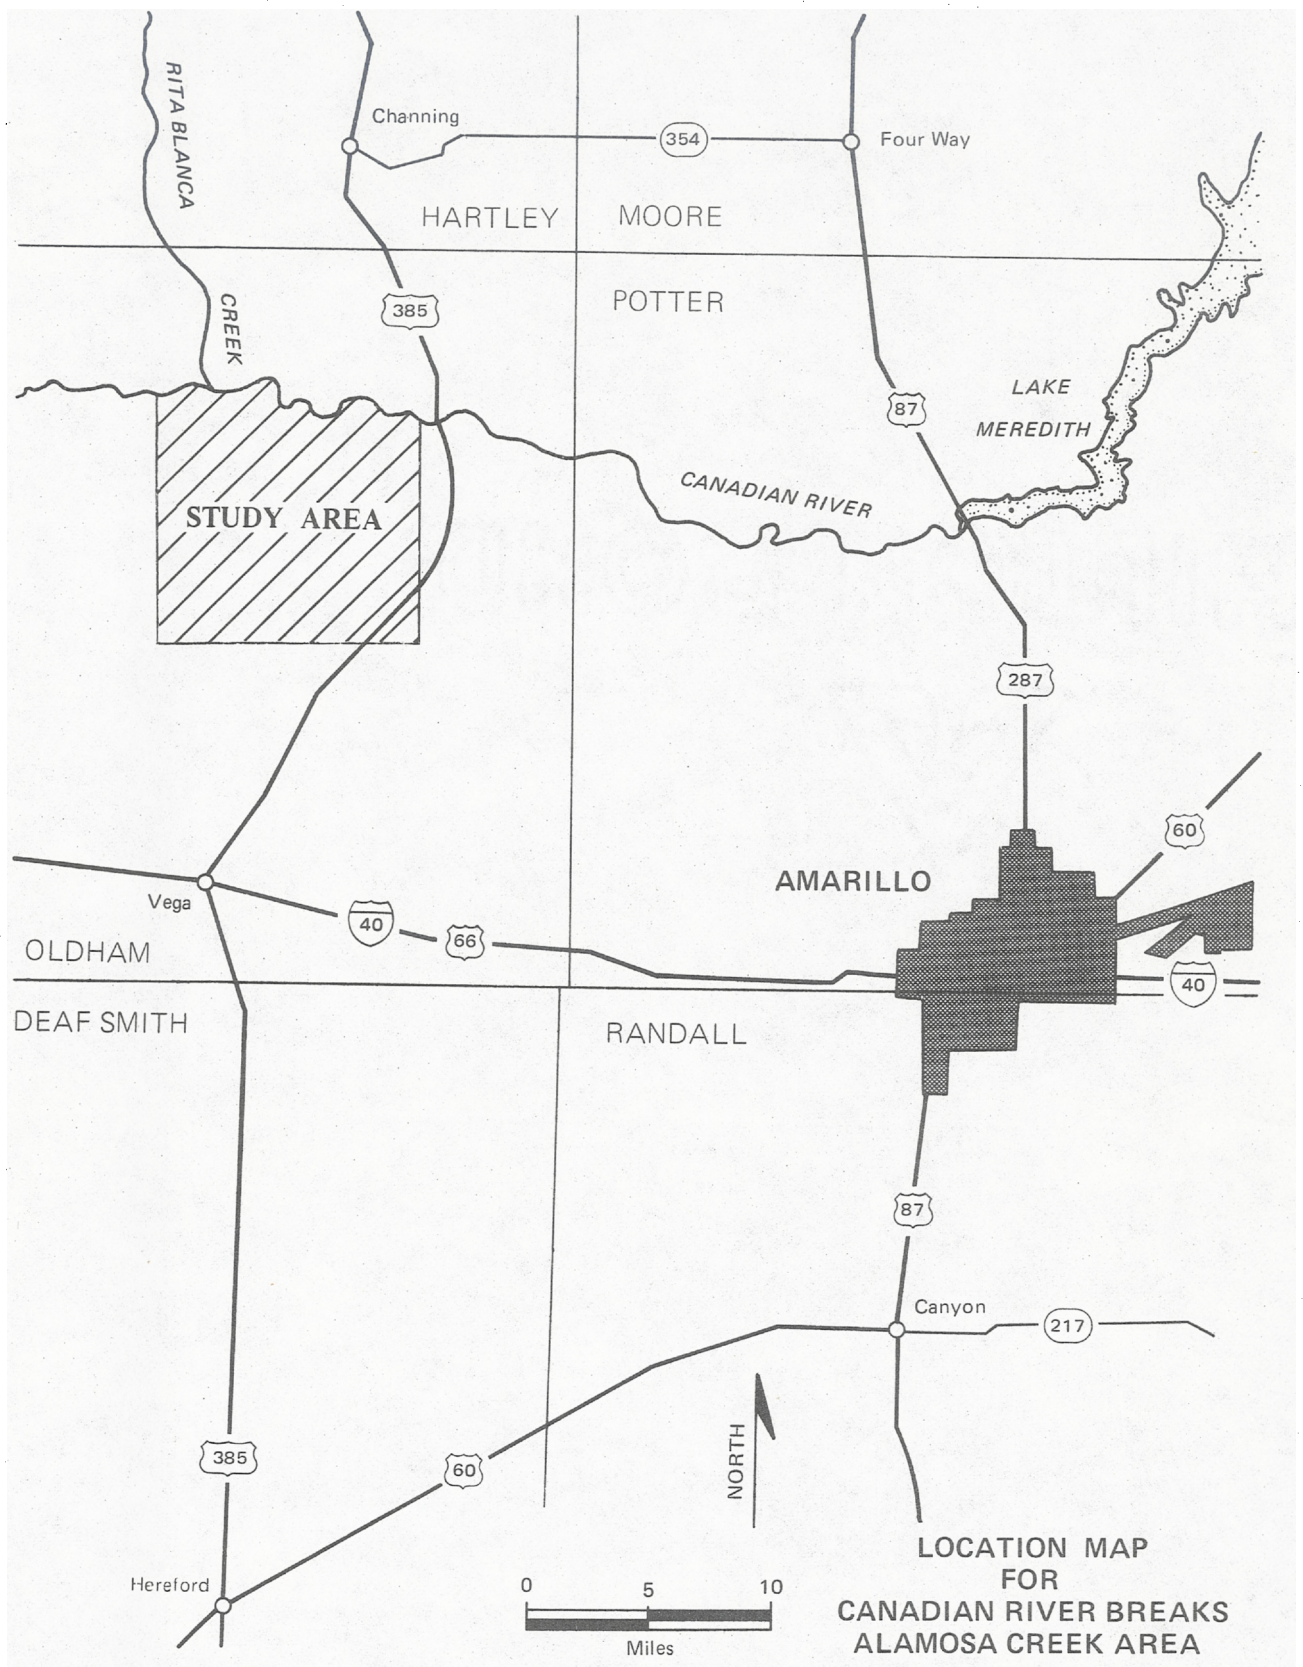 RITA BLANCA
CREEK
Channing
354
Four Way
HARTLEY
MOORE
POTTER
385
87
LAKE
MEREDITH
CANADIAN RIVER
STUDY AREA
287
60
AMARILLO
Vega
40
66
OLDHAM
40
DEAF SMITH
RANDALL
87
Canyon
217
NORTH
385
60
Hereford
0 5 10
Miles
LOCATION MAP
FOR
CANADIAN RIVER BREAKS
ALAMOSA CREEK AREA